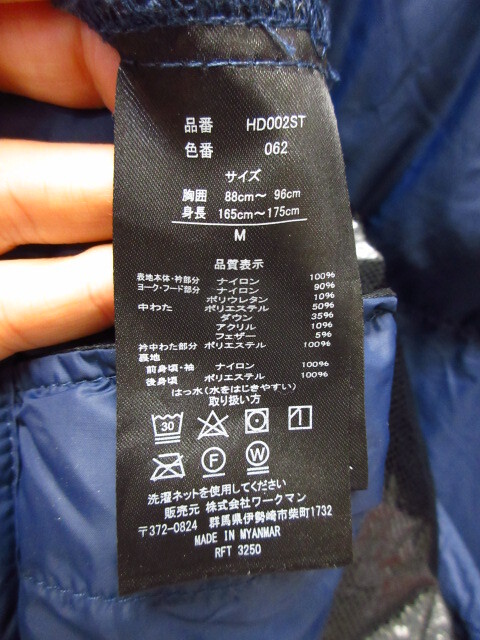 品番 HD002ST
色番 062
サイズ
胸囲 88cm～ 96cm
身長 165cm～175cm
M
品質表示
表地本体・衿部分 ナイロン 100%
ヨーク・フード部分 ナイロン 90%
ポリウレタン 10%
中わた ポリエステル 50%
ダウン 35%
アクリル 10%
フェザー 5%
衿中わた部分 ポリエステル 100%
裏地
前身頃・袖 ナイロン 100%
後身頃 ポリエステル 100%
はっ水（水をはじきやすい）
取り扱い方
30
F W
洗濯ネットを使用してください
販売元 株式会社ワークマン
〒372-0824 群馬県伊勢崎市柴町1732
MADE IN MYANMAR
RFT 3250